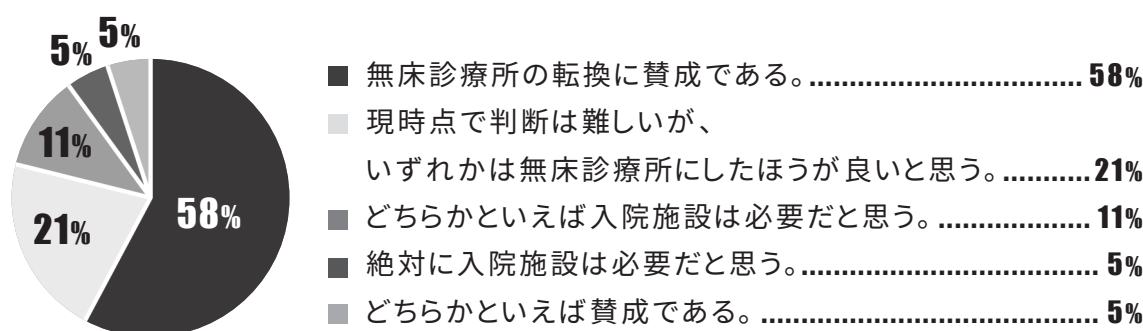 5%
5%
11%
21%
58%
無床診療所の転換に賛成である。 58%
現時点で判断は難しいが、
いずれかは無床診療所にしたほうが良いと思う。 21%
どちらかといえば入院施設は必要だと思う。 11%
絶対に入院施設は必要だと思う。 5%
どちらかといえば賛成である。 5%